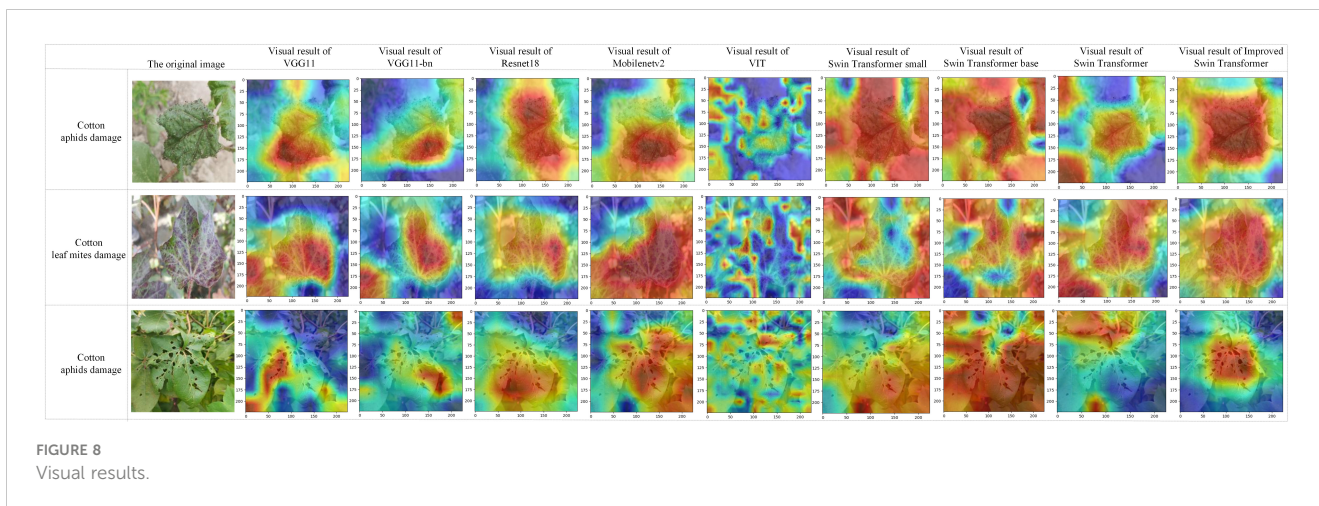 The original image
Visual result of
VGG11
Visual result of
VGG11-bn
Visual result of
Resnet18
Visual result of
Mobilenetv2
Visual result of
VIT
Visual result of
Swin Transformer small
Visual result of
Swin Transformer base
Visual result of
Swin Transformer
Visual result of Improved
Swin Transformer
Cotton
aphids damage
Cotton
leaf mites damage
Cotton
aphids damage
FIGURE 8
Visual results.